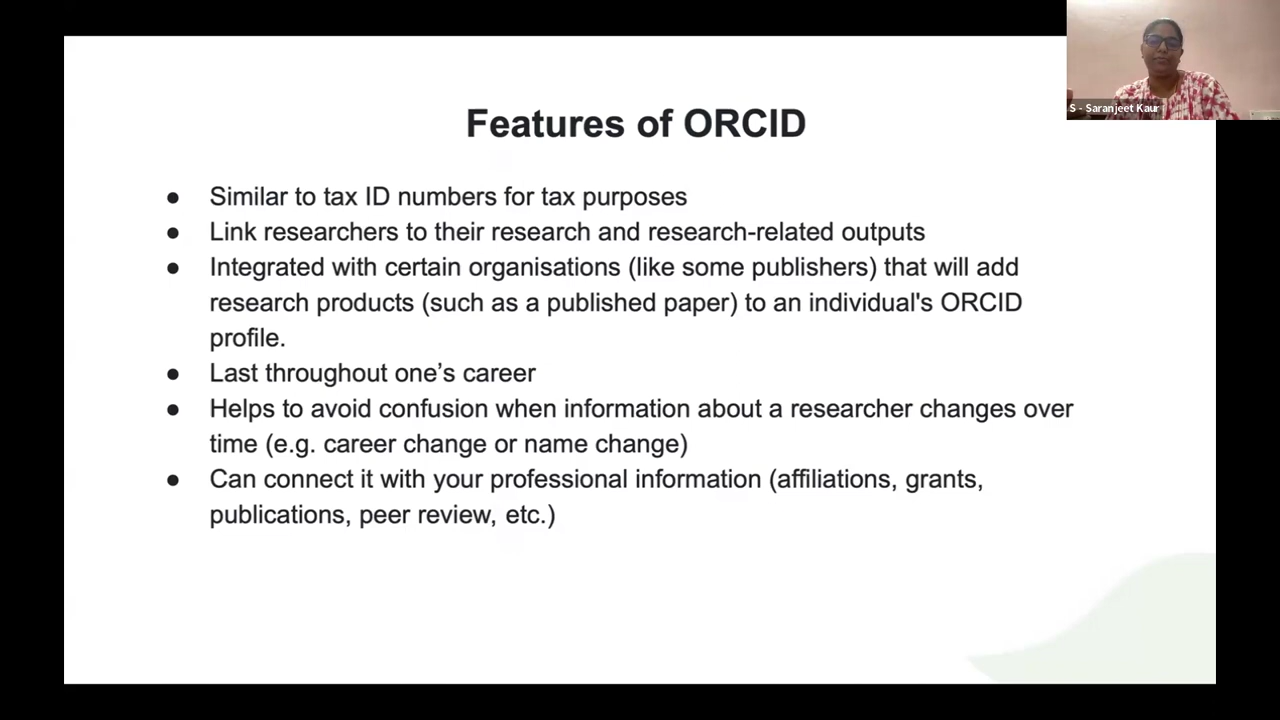 S - Saranjeet Kaur
Features of ORCID
● Similar to tax ID numbers for tax purposes
● Link researchers to their research and research-related outputs
● Integrated with certain organisations (like some publishers) that will add
research products (such as a published paper) to an individual's ORCID
profile.
● Last throughout one’s career
● Helps to avoid confusion when information about a researcher changes over
time (e.g. career change or name change)
● Can connect it with your professional information (affiliations, grants,
publications, peer review, etc.)